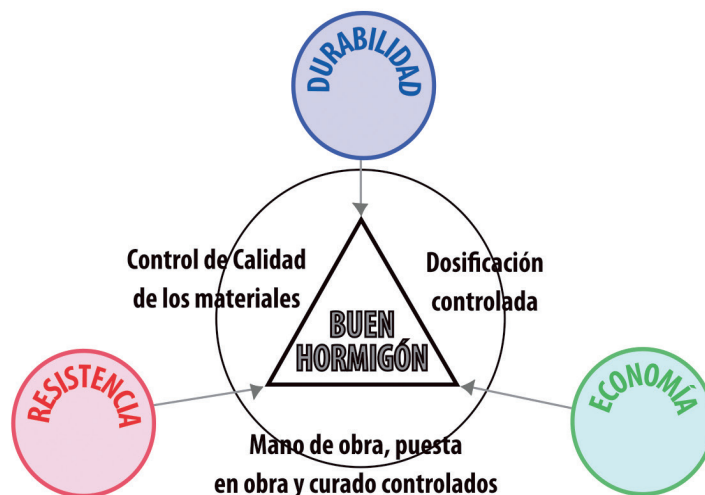 DURABILIDAD
Control de Calidad
de los materiales
Dosificación
controlada
BUEN
HORMIGÓN
RESISTENCIA
ECONOMÍA
Mano de obra, puesta
en obra y curado controlados